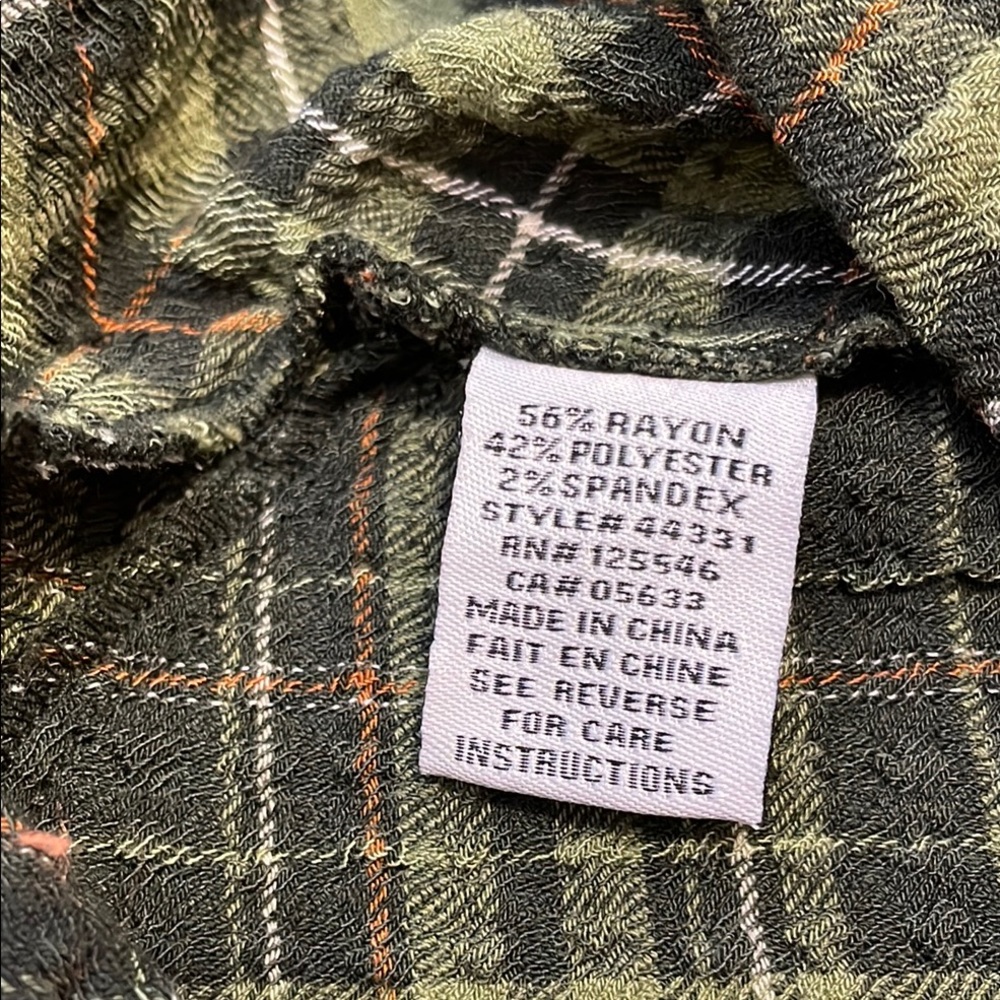 56% RAYON
42% POLYESTER
2% SPANDEX
STYLE# 44331
RN# 125546
CA# 05633
MADE IN CHINA
FAIT EN CHINE
SEE REVERSE
FOR CARE
INSTRUCTIONS